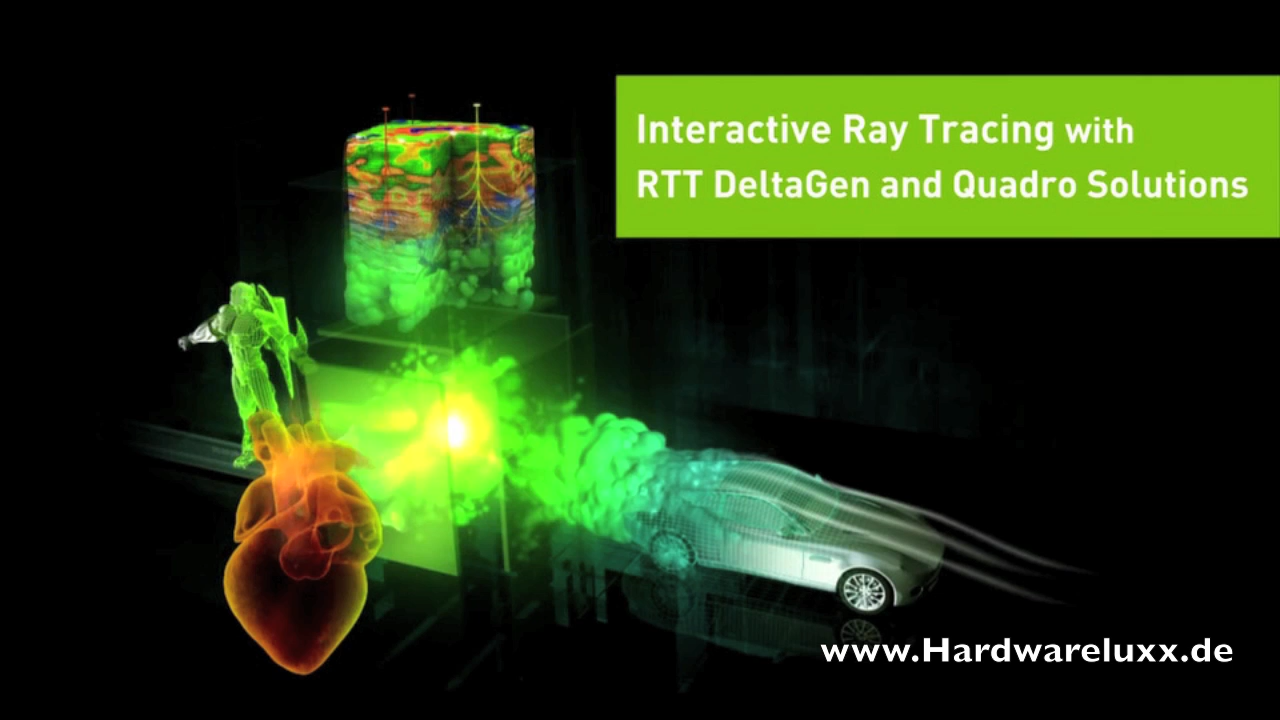 Interactive Ray Tracing with
RTT DeltaGen and Quadro Solutions
www.Hardwareluxx.de